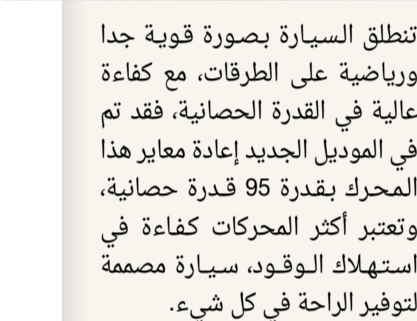 تنطلق السيارة بصورة قوية جدا
ورياضية على الطرقات، مع كفاءة
عالية في القدرة الحصانية، فقد تم
في الموديل الجديد إعادة معاير هذا
المحرك بقدرة 95 قدرة حصانية،
وتعتبر أكثر المحركات كفاءة في
استهلاك الوقود، سيارة مصممة
لتوفير الراحة في كل شيء.